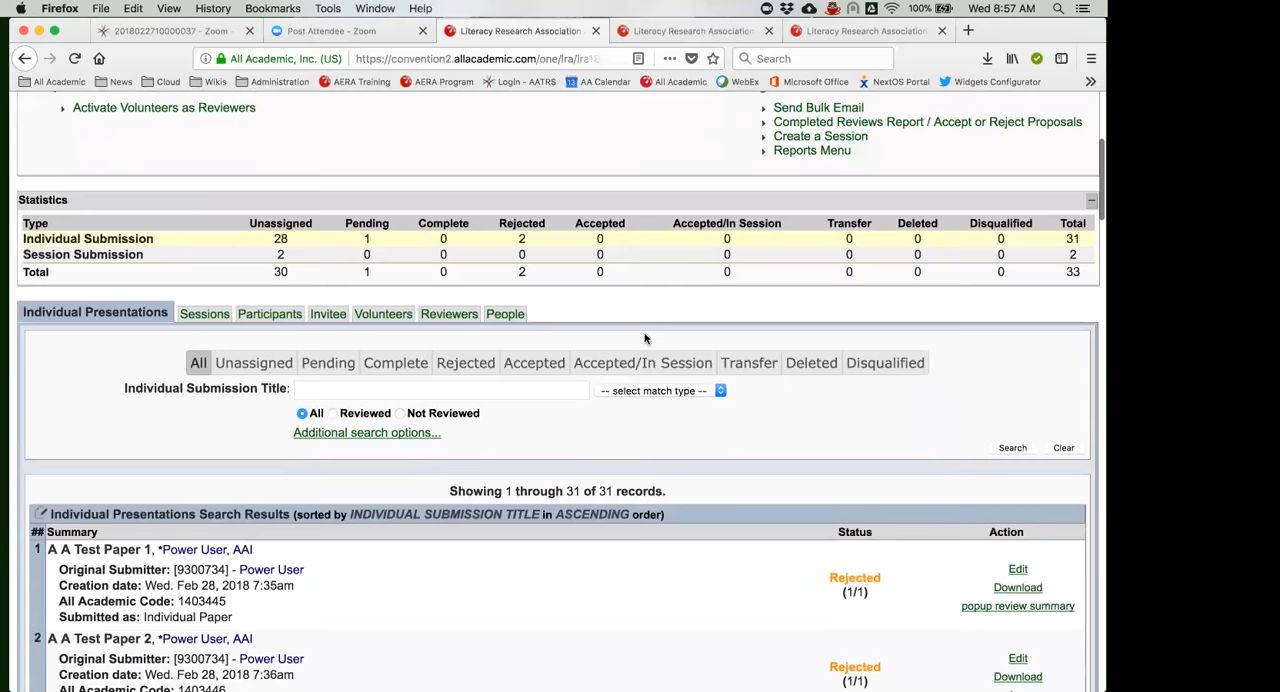 Firefox File Edit View History Bookmarks Tools Window Help 100% Wed 8:57 AM
20182271000037 - Zoom Post Attendee - Zoom Literacy Research Association Literacy Research Association Literacy Research Association
All Academic, Inc. (US) https://convention2.allacademic.com/one/lra/lra18 Search
All Academic News Cloud Wikis Administration AERA Training AERA Program Login - AATRS AA Calendar All Academic WebEx Microsoft Office NextOS Portal Widgets Configurator
Activate Volunteers as Reviewers Send Bulk Email
Completed Reviews Report / Accept or Reject Proposals
Create a Session
Reports Menu
Statistics
Type Unassigned Pending Complete Rejected Accepted Accepted/In Session Transfer Deleted Disqualified Total
Individual Submission 28 1 0 2 0 0 0 0 0 31
Session Submission 2 0 0 0 0 0 0 0 0 2
Total 30 1 0 2 0 0 0 0 0 33
Individual Presentations Sessions Participants Invitee Volunteers Reviewers People
All Unassigned Pending Complete Rejected Accepted Accepted/In Session Transfer Deleted Disqualified
Individual Submission Title: -- select match type --
All Reviewed Not Reviewed
Additional search options...
Search Clear
Showing 1 through 31 of 31 records.
Individual Presentations Search Results (sorted by INDIVIDUAL SUBMISSION TITLE in ASCENDING order)
## Summary Status Action
1 A A Test Paper 1, *Power User, AAI
Original Submitter: [9300734] - Power User Rejected Edit
Creation date: Wed. Feb 28, 2018 7:35am (1/1) Download
All Academic Code: 1403445 popup review summary
Submitted as: Individual Paper
2 A A Test Paper 2, *Power User, AAI
Original Submitter: [9300734] - Power User Rejected Edit
Creation date: Wed. Feb 28, 2018 7:36am (1/1) Download
All Academic Code: 1403446